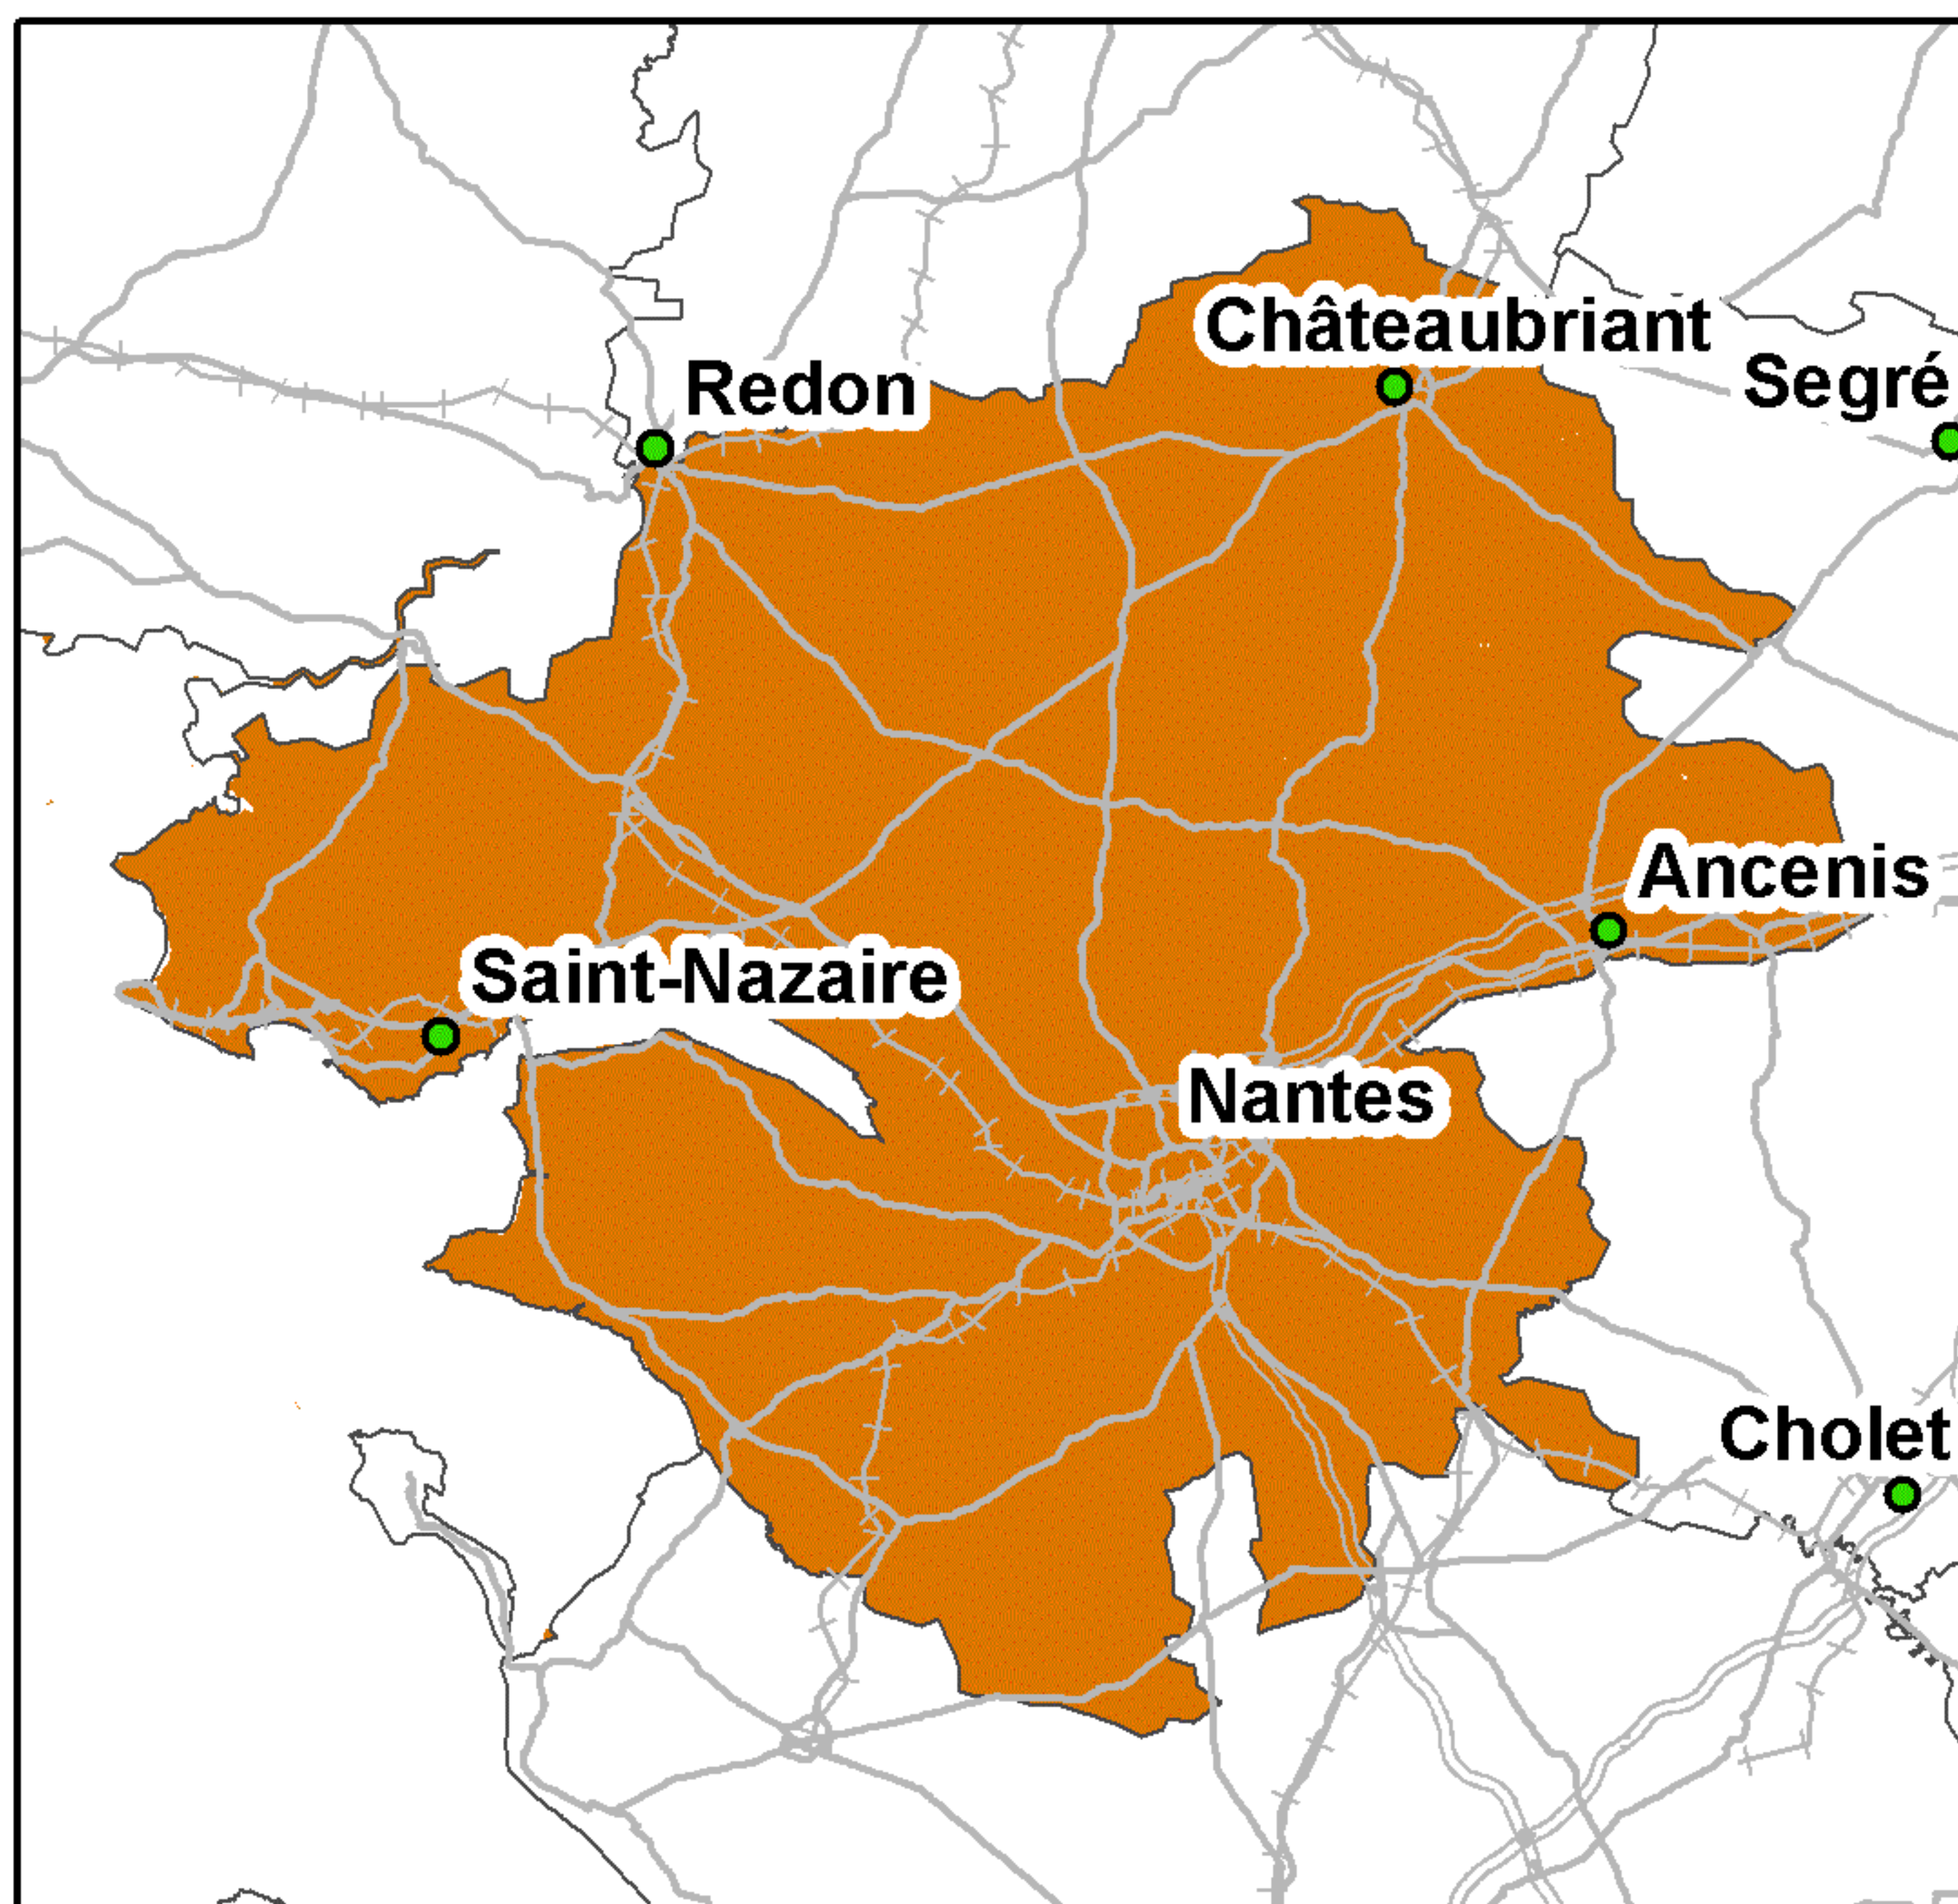 Châteaubriant
Redon
Segré
Ancenis
Saint-Nazaire
Nantes
Cholet